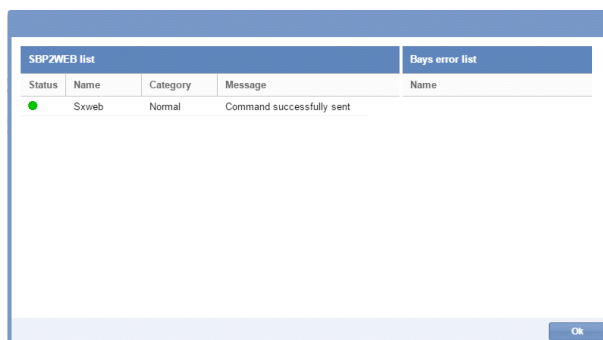 SBP2WEB list Bays error list
Status Name Category Message Name
Sxweb Normal Command successfully sent
Ok